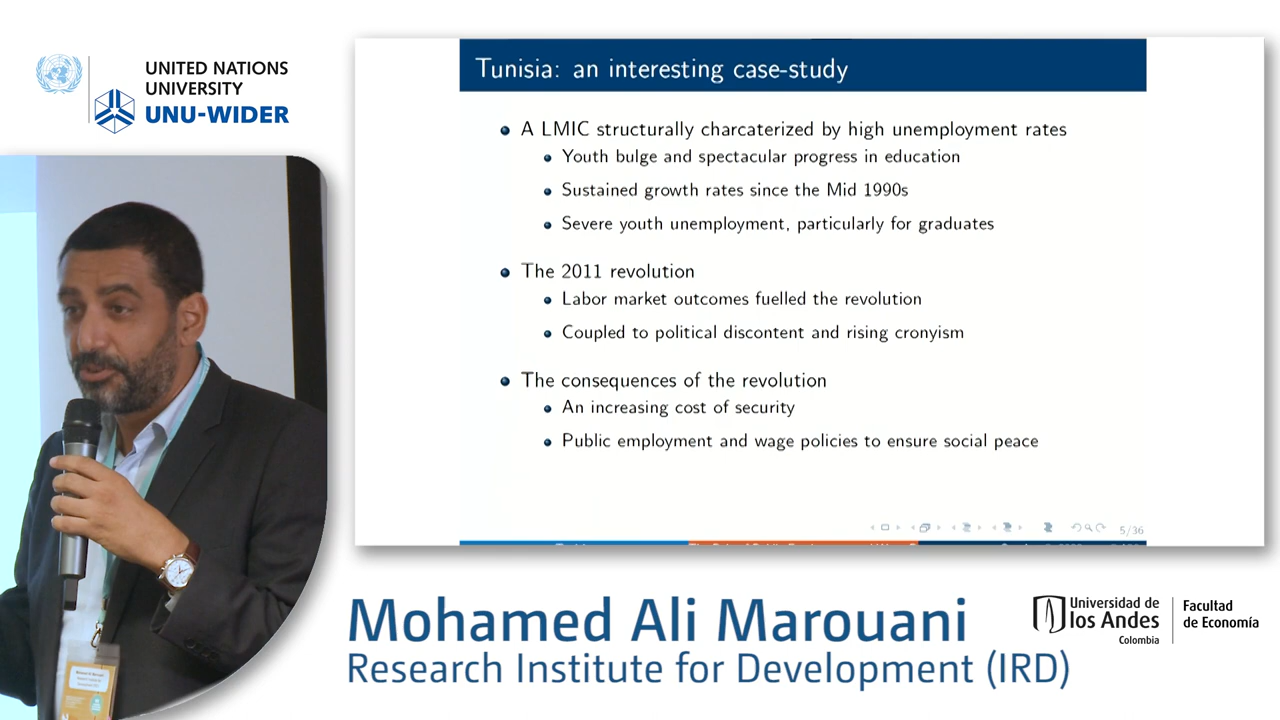 UNITED NATIONS
UNIVERSITY
UNU-WIDER
Tunisia: an interesting case-study
A LMIC structurally charcaterized by high unemployment rates
Youth bulge and spectacular progress in education
Sustained growth rates since the Mid 1990s
Severe youth unemployment, particularly for graduates
The 2011 revolution
Labor market outcomes fuelled the revolution
Coupled to political discontent and rising cronyism
The consequences of the revolution
An increasing cost of security
Public employment and wage policies to ensure social peace
5/36
Mohamed Ali Marouani
Research Institute for Development (IRD)
Universidad de
los Andes
Colombia
Facultad
de Economía